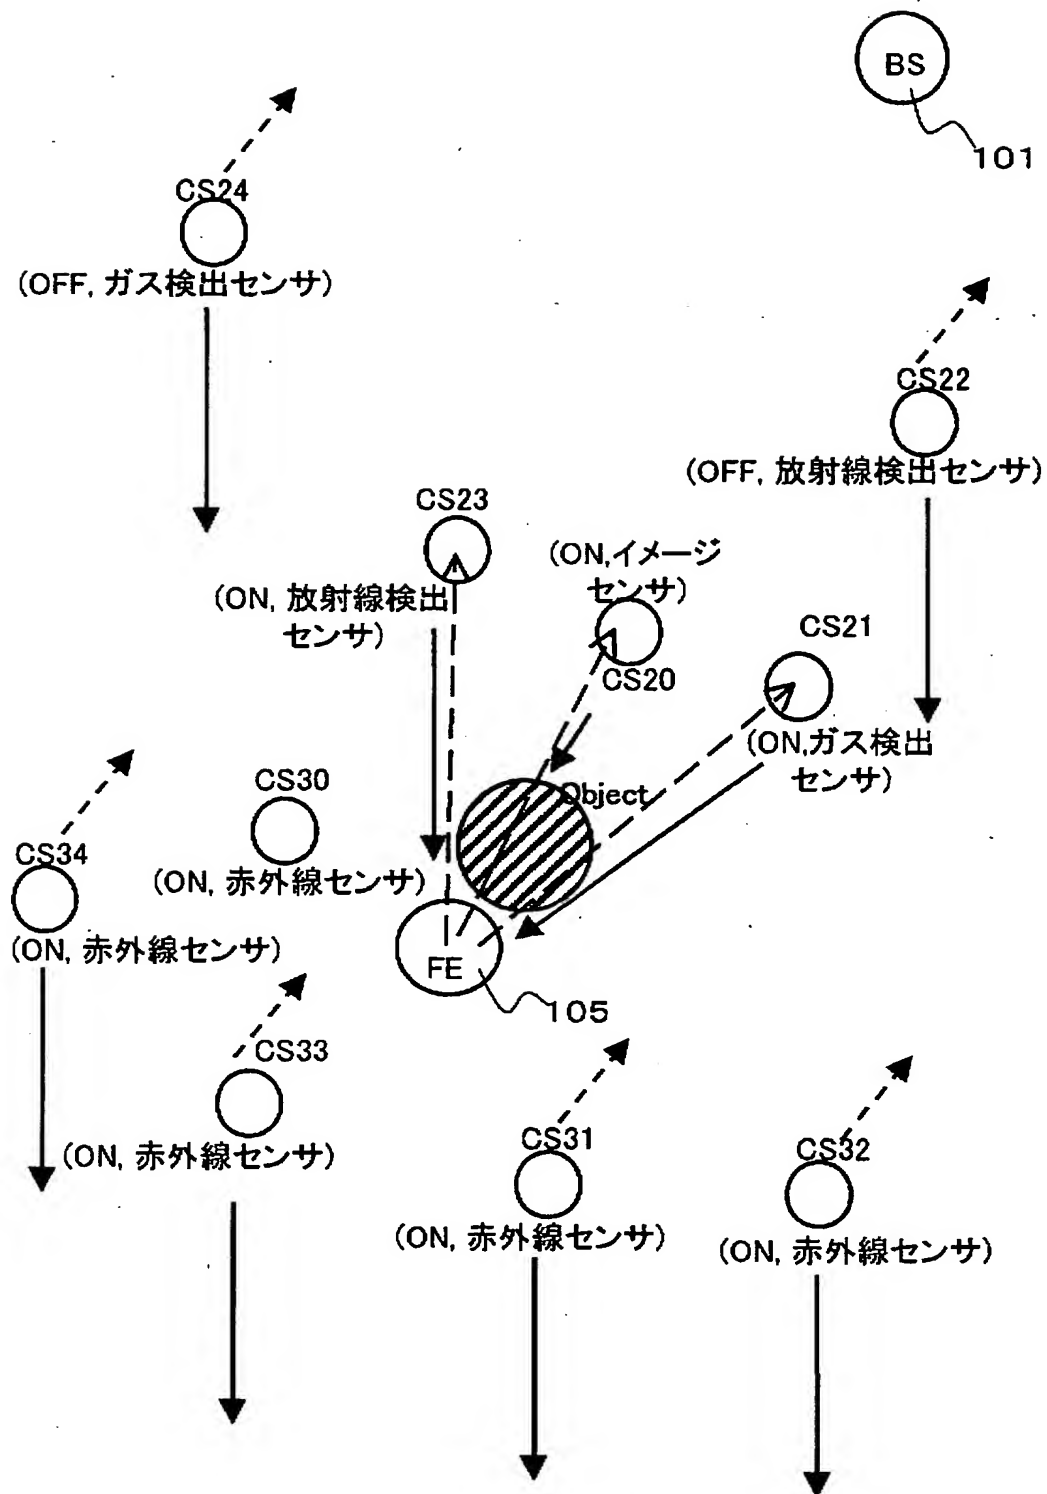 BS
101
CS24
(OFF, ガス検出センサ)
CS22
(OFF, 放射線検出センサ)
CS23
(ON, 放射線検出
センサ)
(ON,イメージ
センサ)
CS20
CS21
(ON,ガス検出
センサ)
Object
CS30
(ON, 赤外線センサ)
CS34
(ON, 赤外線センサ)
FE
105
CS33
(ON, 赤外線センサ)
CS31
(ON, 赤外線センサ)
CS32
(ON, 赤外線センサ)